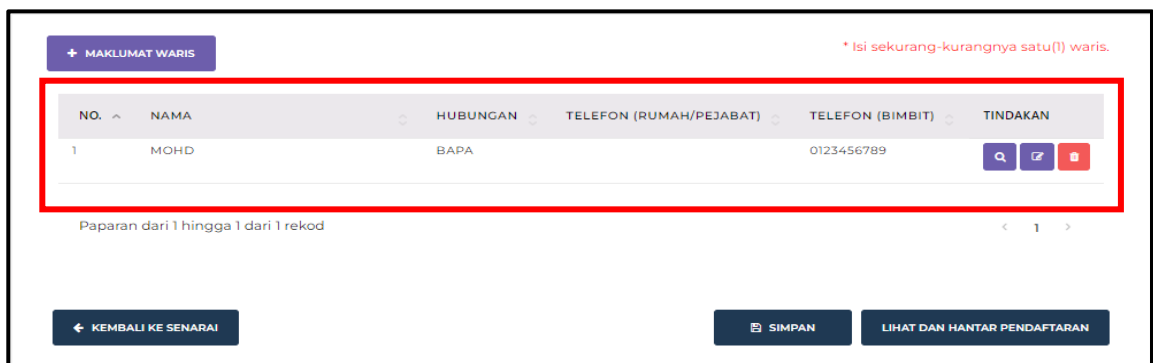 + MAKLUMAT WARIS
* Isi sekurang-kurangnya satu(1) waris.
NO. NAMA HUBUNGAN TELEFON (RUMAH/PEJABAT) TELEFON (BIMBIT) TINDAKAN
1 MOHD BAPA 0123456789
Paparan dari 1 hingga 1 dari 1 rekod
< 1 >
KEMBALI KE SENARAI
SIMPAN
LIHAT DAN HANTAR PENDAFTARAN